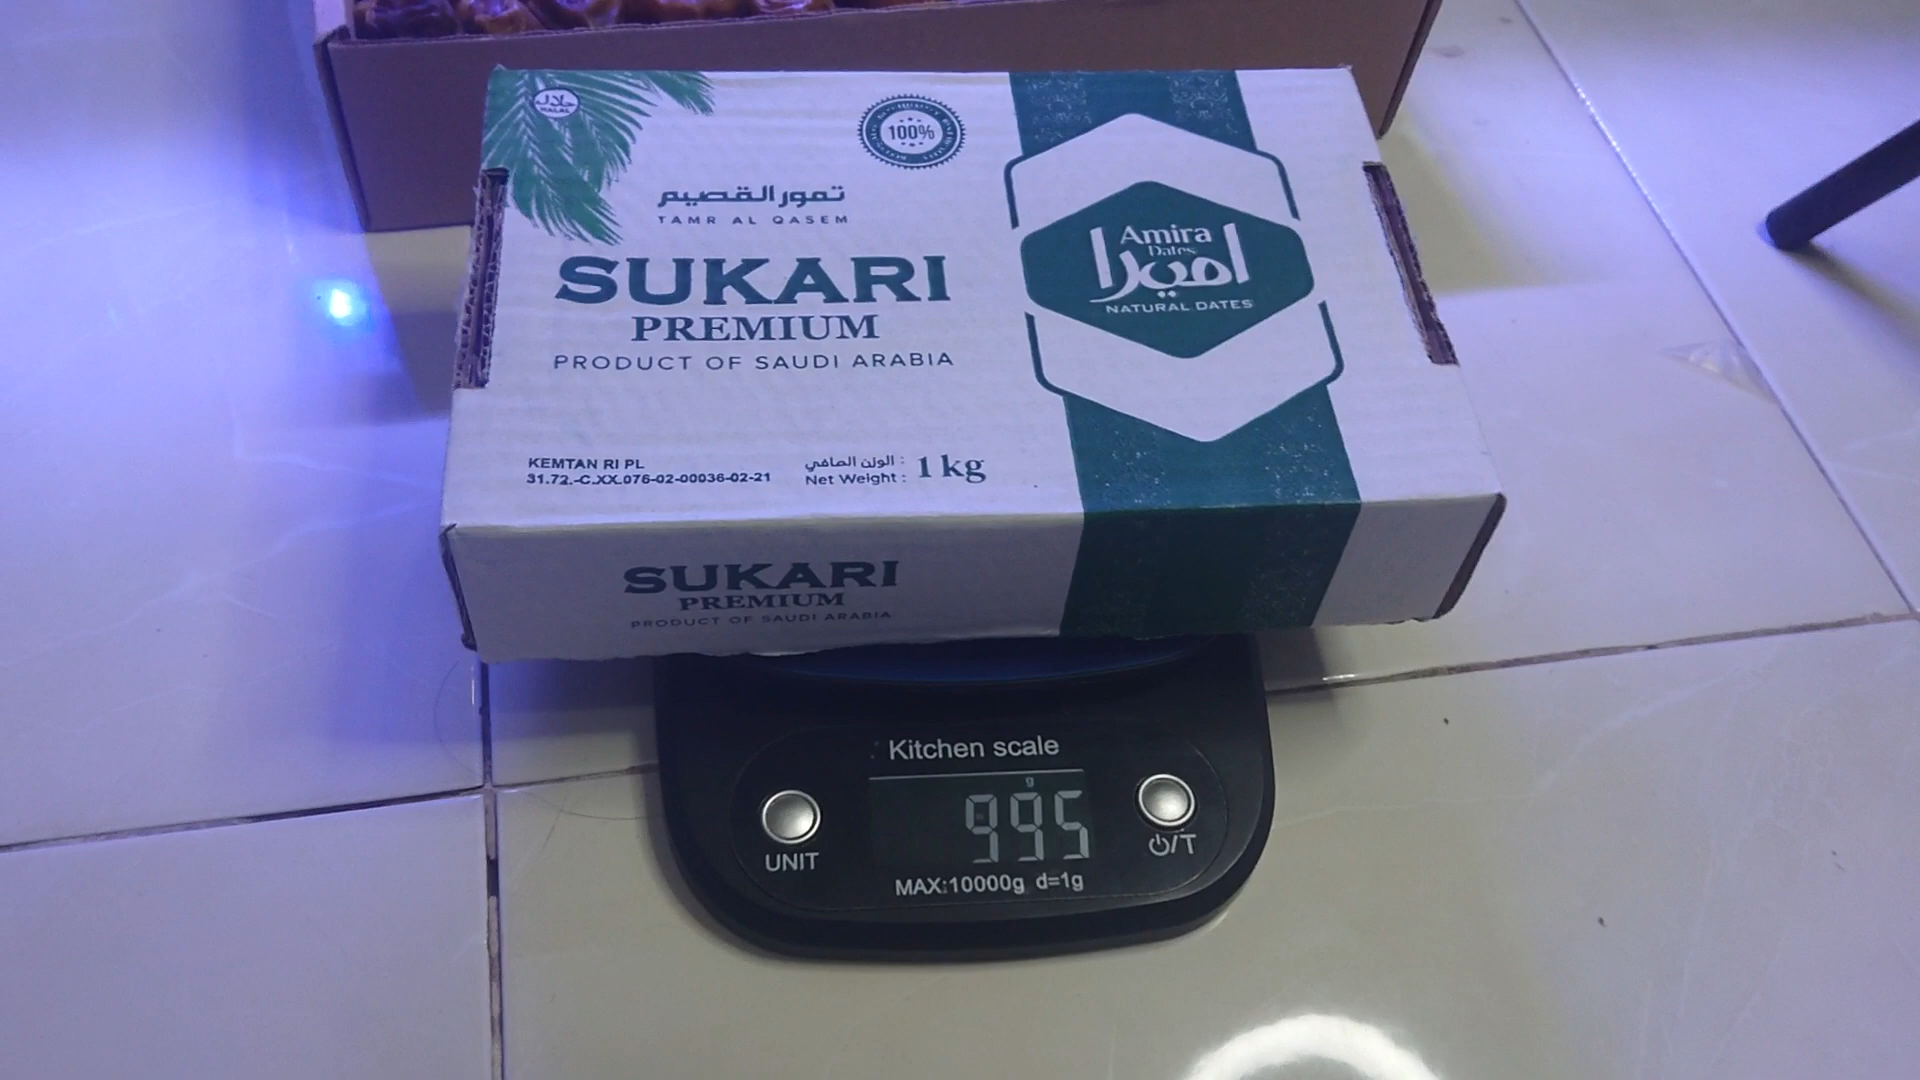 حلال
HALAL
100%
تمور القصيم
TAMR AL QASEM
SUKARI
PREMIUM
PRODUCT OF SAUDI ARABIA
Amira
Dates
اميرا
NATURAL DATES
KEMTAN RI PL
31.72.-C.XX.076-02-00036-02-21
الوزن الصافي :
Net Weight : 1 kg
SUKARI
PREMIUM
PRODUCT OF SAUDI ARABIA
Kitchen scale
g
995
UNIT
/T
MAX:10000g d=1g